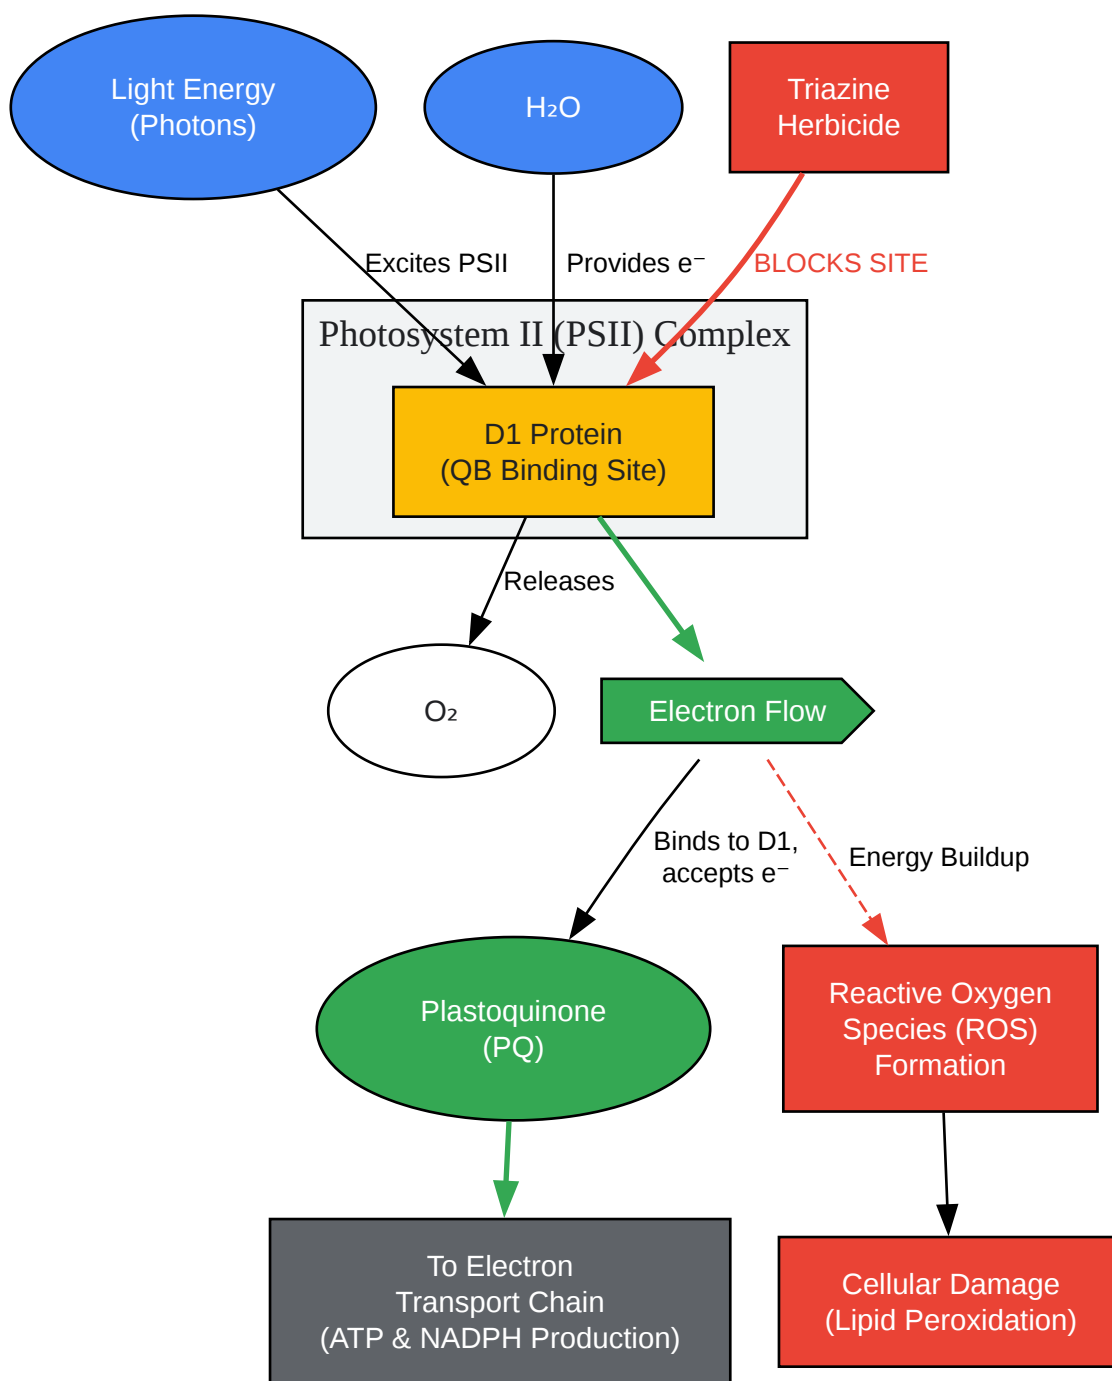 Light Energy
(Photons)
H₂O
Triazine
Herbicide
Excites PSII
Provides e⁻
BLOCKS SITE
Photosystem II (PSII) Complex
D1 Protein
(QB Binding Site)
Releases
O₂
Electron Flow
Binds to D1,
accepts e⁻
Energy Buildup
Plastoquinone
(PQ)
Reactive Oxygen
Species (ROS)
Formation
To Electron
Transport Chain
(ATP & NADPH Production)
Cellular Damage
(Lipid Peroxidation)